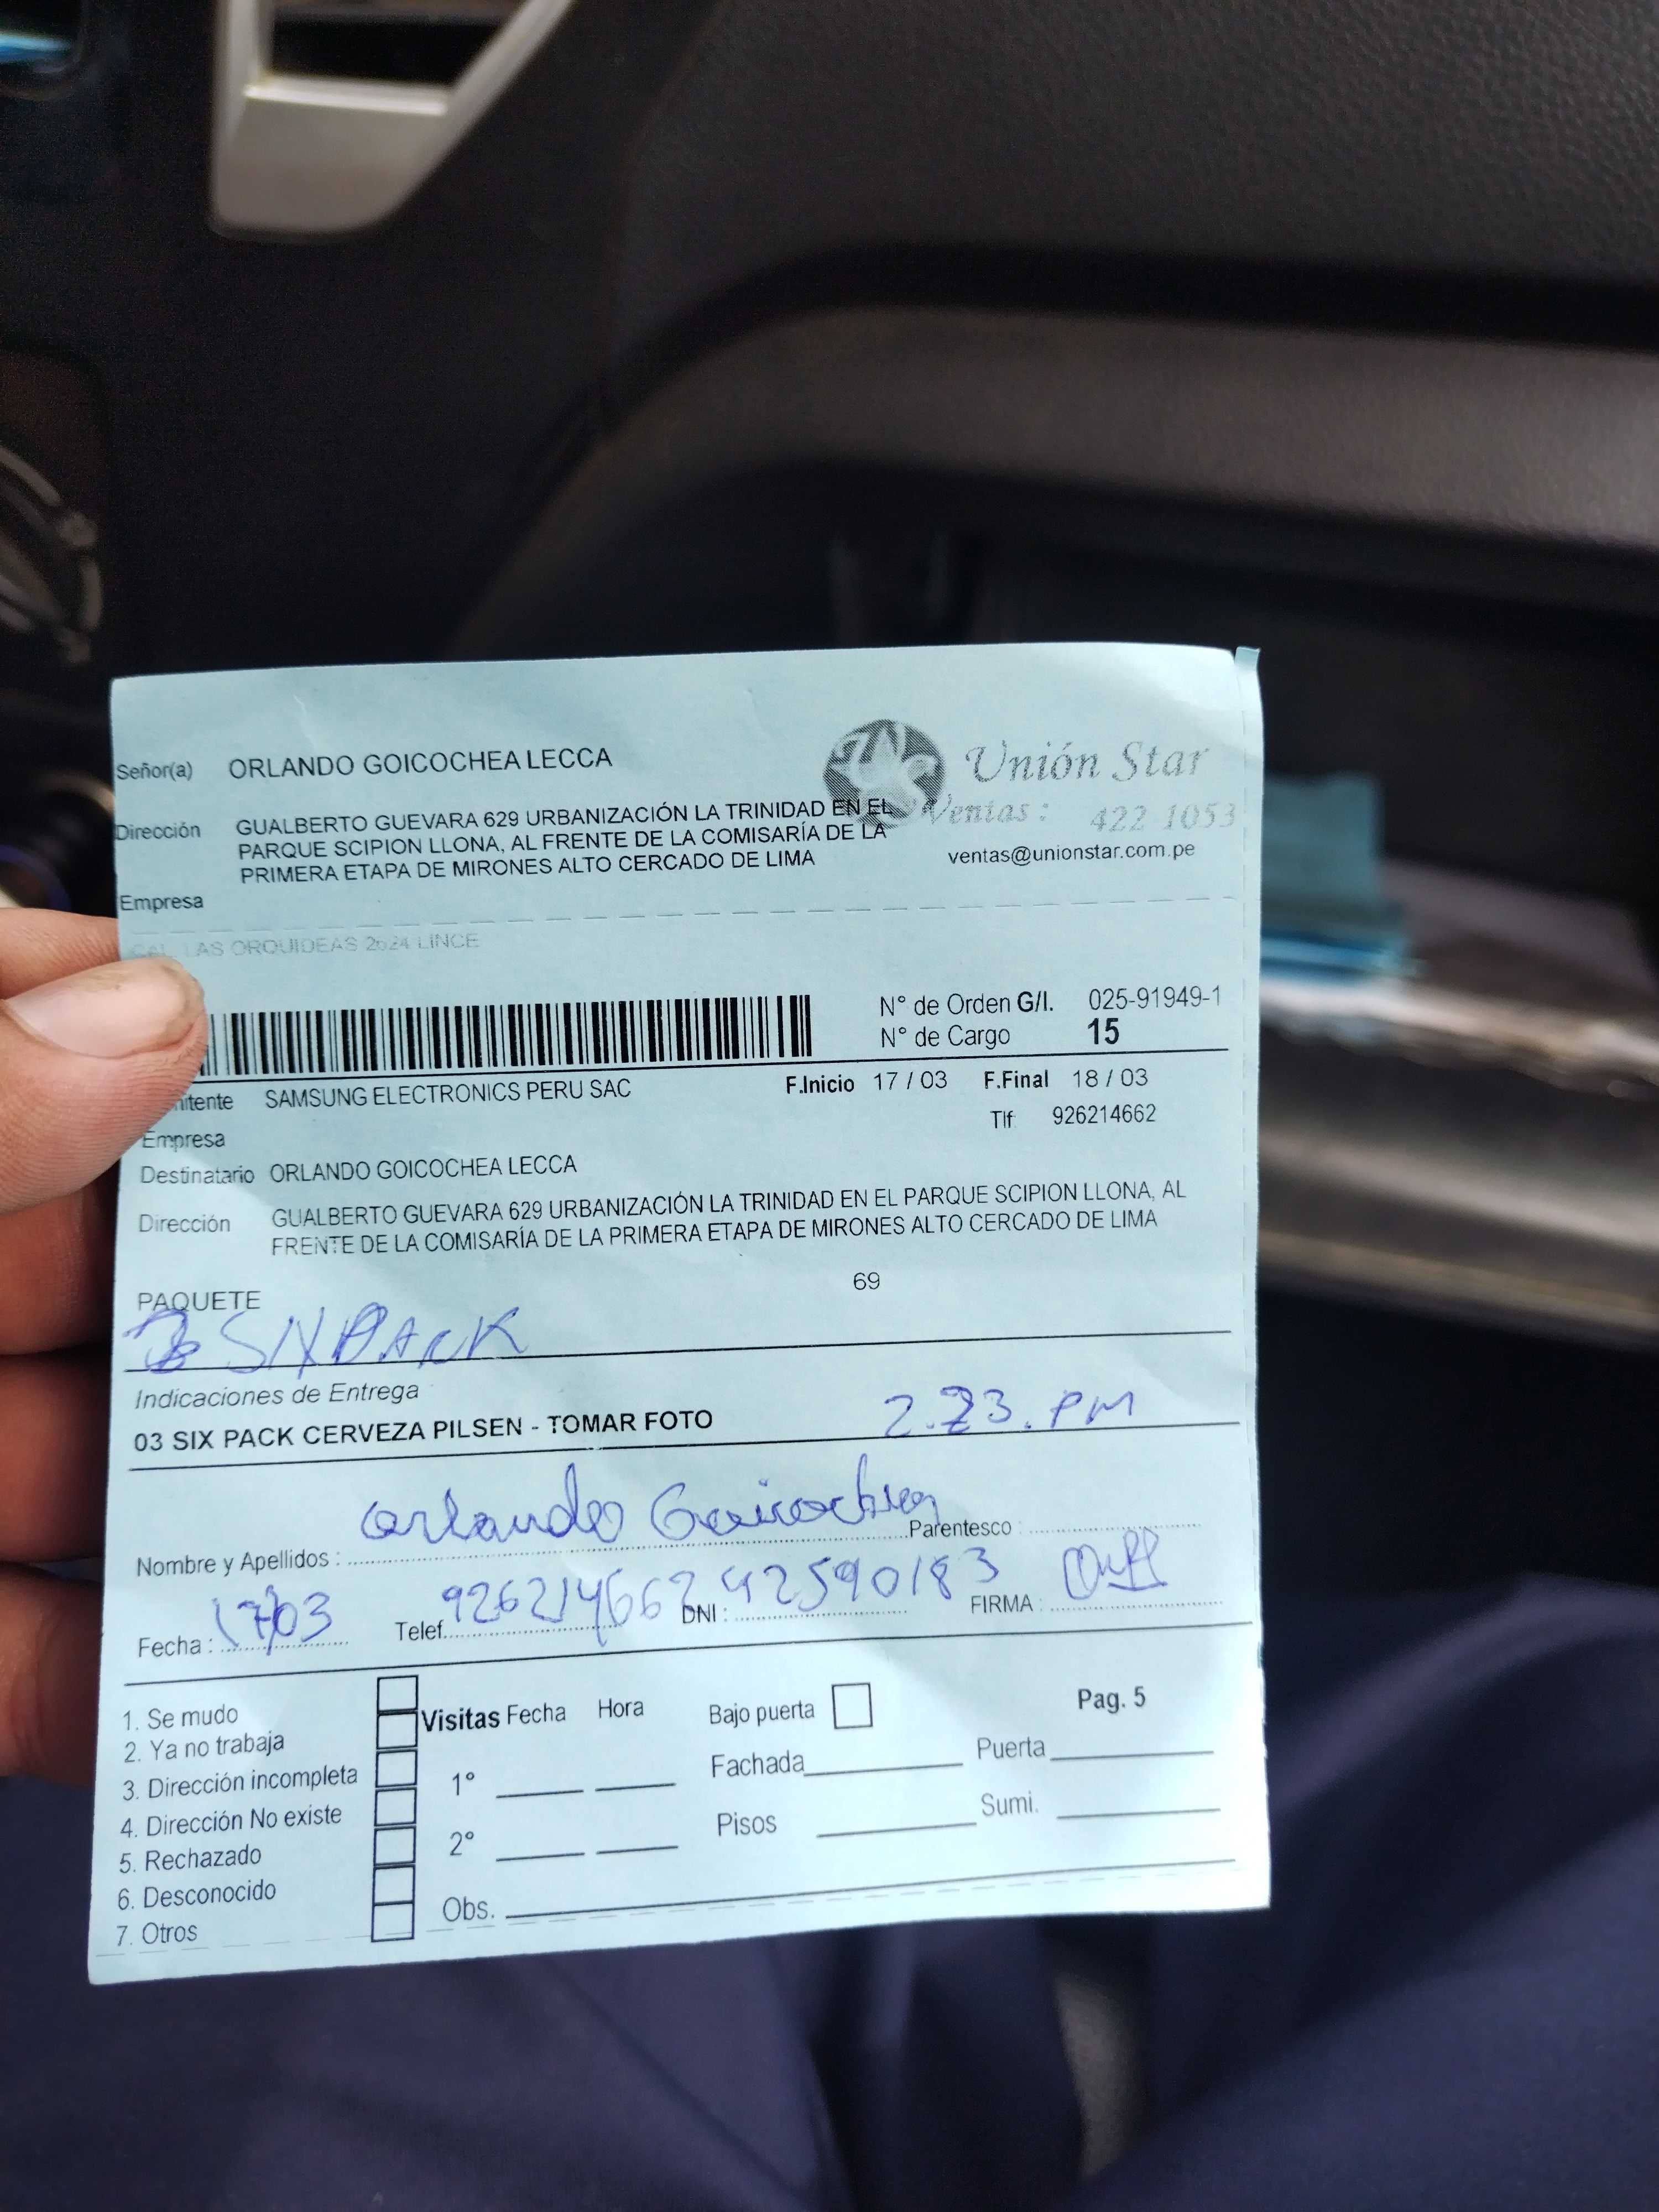 Señor(a) ORLANDO GOICOCHEA LECCA
Unión Star
Ventas : 422 1053
ventas@unionstar.com.pe
Dirección GUALBERTO GUEVARA 629 URBANIZACIÓN LA TRINIDAD EN EL
PARQUE SCIPION LLONA, AL FRENTE DE LA COMISARÍA DE LA
PRIMERA ETAPA DE MIRONES ALTO CERCADO DE LIMA
Empresa
LAS ORQUIDEAS 2624 LINCE
N° de Orden G/I. 025-91949-1
N° de Cargo 15
SAMSUNG ELECTRONICS PERU SAC F.Inicio 17 / 03 F.Final 18 / 03
Tlf 926214662
Empresa
Destinatario ORLANDO GOICOCHEA LECCA
Dirección GUALBERTO GUEVARA 629 URBANIZACIÓN LA TRINIDAD EN EL PARQUE SCIPION LLONA, AL
FRENTE DE LA COMISARÍA DE LA PRIMERA ETAPA DE MIRONES ALTO CERCADO DE LIMA
69
PAQUETE
SIXPACK
Indicaciones de Entrega
03 SIX PACK CERVEZA PILSEN - TOMAR FOTO 2.23. PM
Nombre y Apellidos : Orlando Goicochea Parentesco :
Fecha : 17/03 Telef. 926214662 DNI : 42590183 FIRMA :
1. Se mudo
2. Ya no trabaja
3. Dirección incompleta
4. Dirección No existe
5. Rechazado
6. Desconocido
7. Otros
Visitas Fecha Hora
1°
2°
Obs.
Bajo puerta
Fachada
Pisos
Pag. 5
Puerta
Sumi.